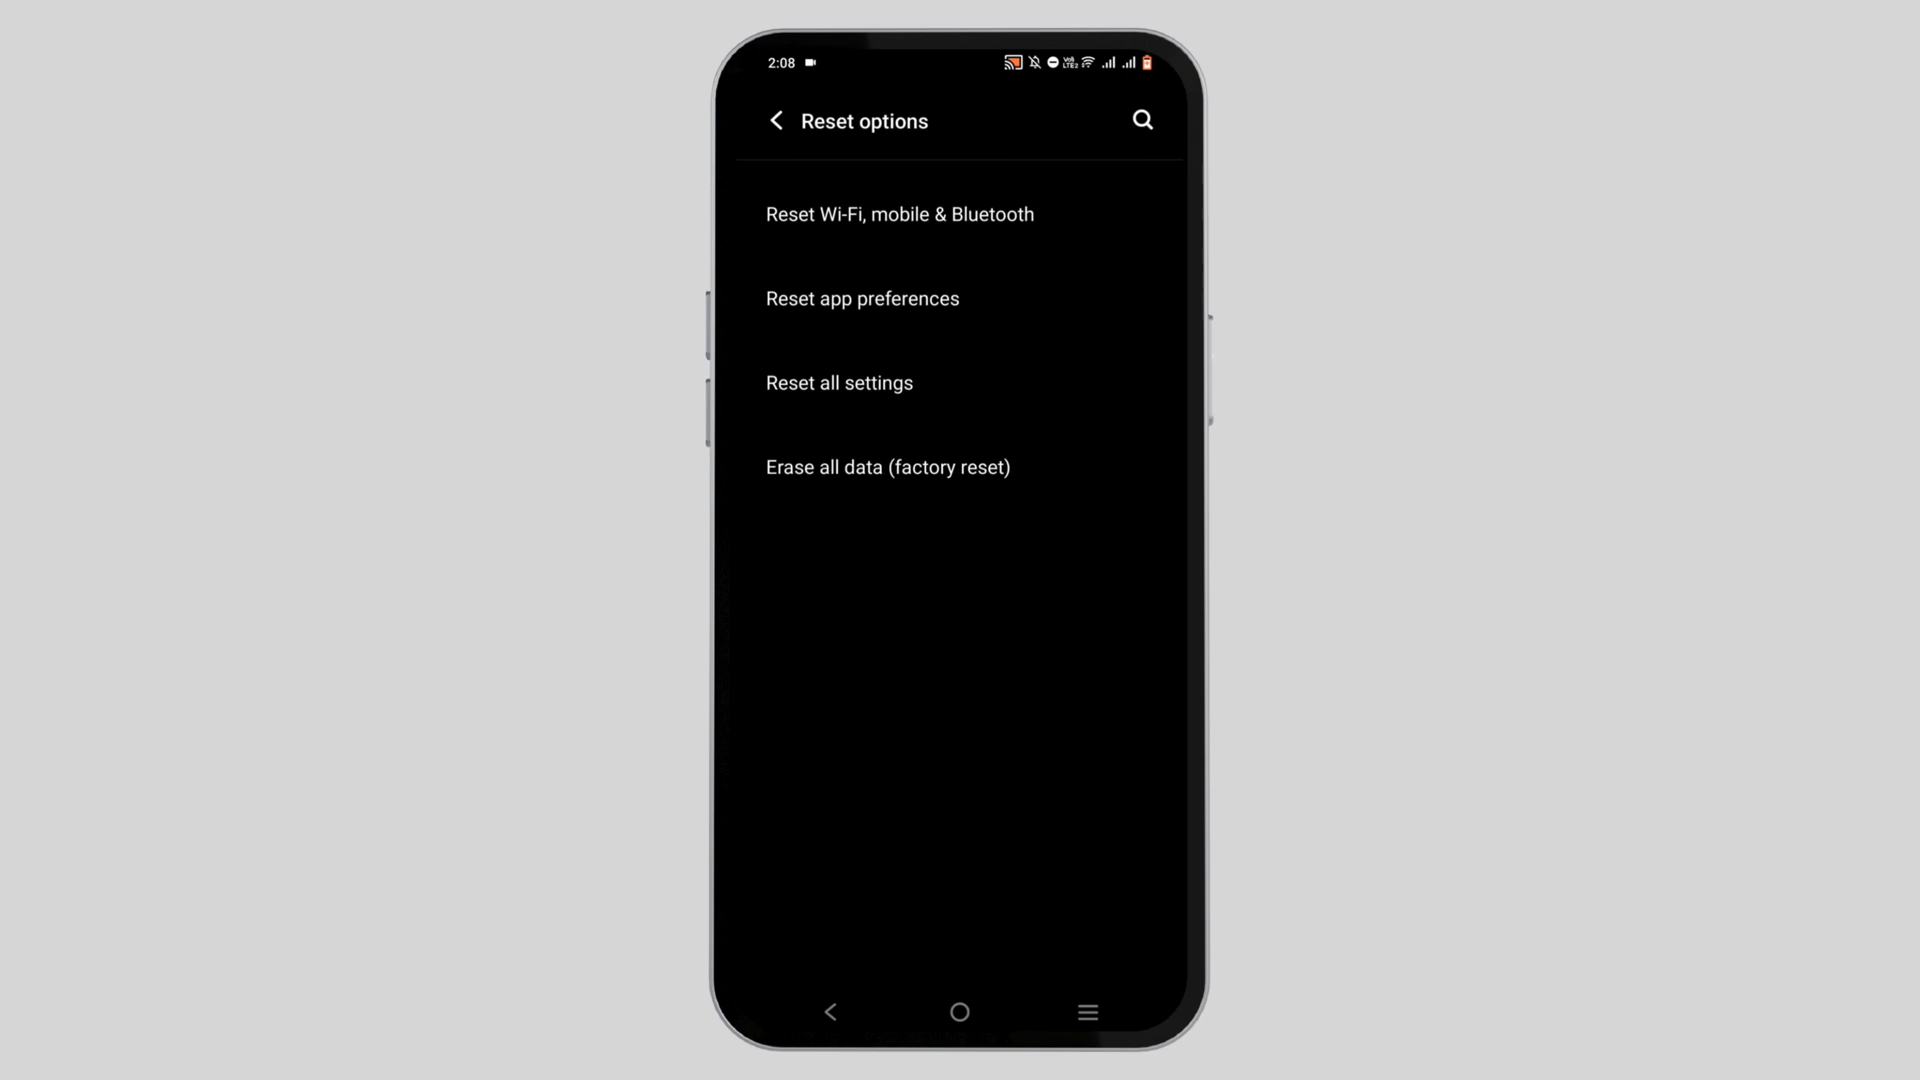 2:08
Reset options
Reset Wi-Fi, mobile & Bluetooth
Reset app preferences
Reset all settings
Erase all data (factory reset)